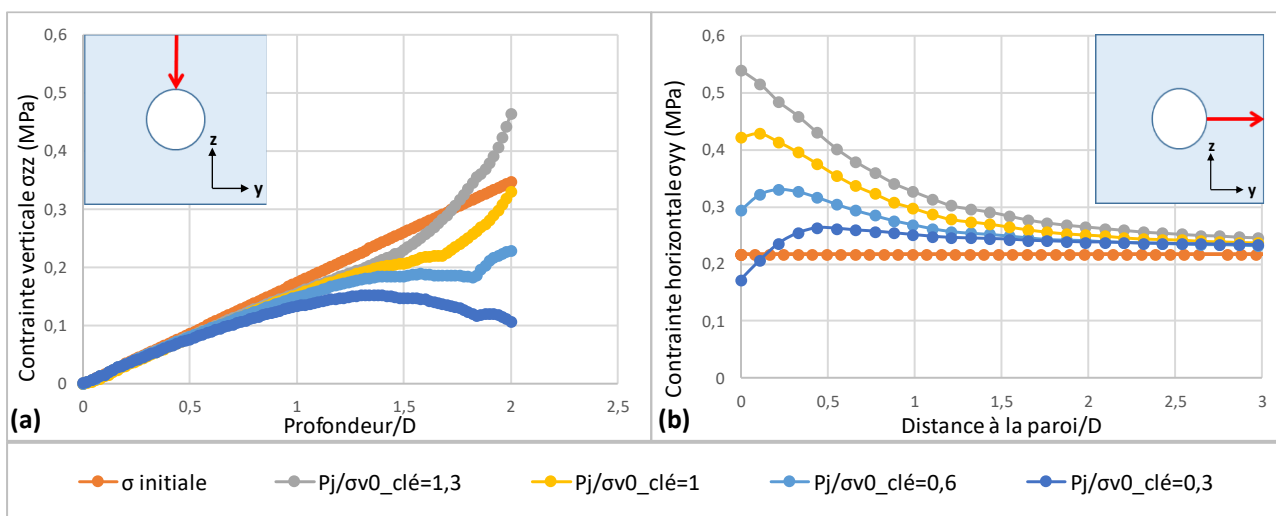 0,6
0,5
0,4
0,3
0,2
0,1
0
Contrainte verticale σzz (MPa)
z
y
0
0,5
1
1,5
2
2,5
(a)
Profondeur/D
0,6
0,5
0,4
0,3
0,2
0,1
0
Contrainte horizontale σyy (MPa)
z
y
0
0,5
1
1,5
2
2,5
3
(b)
Distance à la paroi/D
σ initiale
Pj/σv0_clé=1,3
Pj/σv0_clé=1
Pj/σv0_clé=0,6
Pj/σv0_clé=0,3